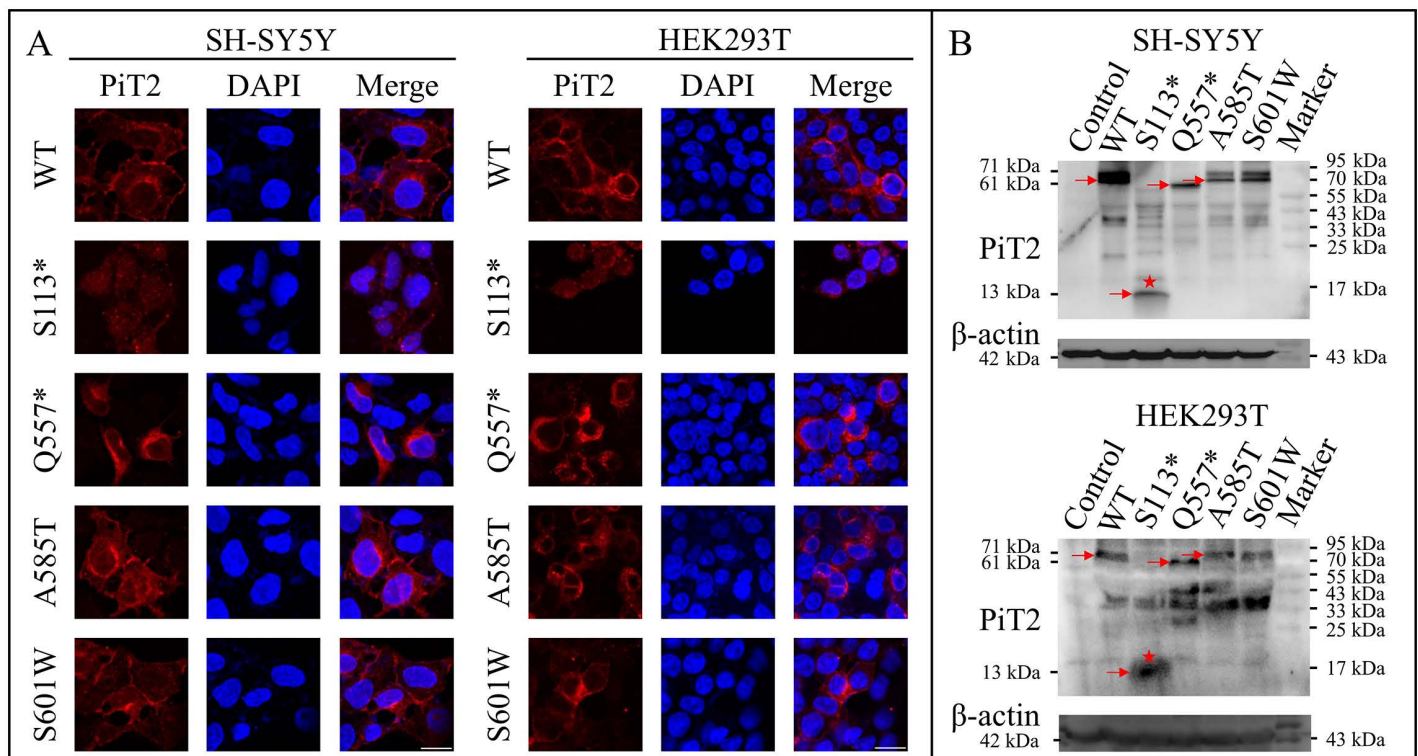 A
SH-SY5Y
HEK293T
PiT2 DAPI Merge PiT2 DAPI Merge
WT WT
S113* S113*
Q557* Q557*
A585T A585T
S601W S601W
B
SH-SY5Y
Control WT S113* Q557* A585T S601W Marker
71 kDa 95 kDa
61 kDa 70 kDa
55 kDa
43 kDa
33 kDa
PiT2 25 kDa
13 kDa 17 kDa
β-actin
42 kDa 43 kDa
HEK293T
Control WT S113* Q557* A585T S601W Marker
71 kDa 95 kDa
61 kDa 70 kDa
55 kDa
43 kDa
33 kDa
PiT2 25 kDa
13 kDa 17 kDa
β-actin
42 kDa 43 kDa